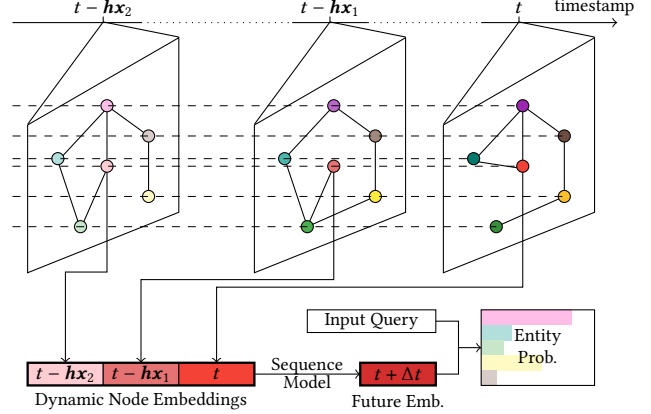 t − hx₂
t − hx₁
t
timestamp
Input Query
Entity
Prob.
t − hx₂
t − hx₁
t
Sequence
Model
t + Δt
Dynamic Node Embeddings
Future Emb.